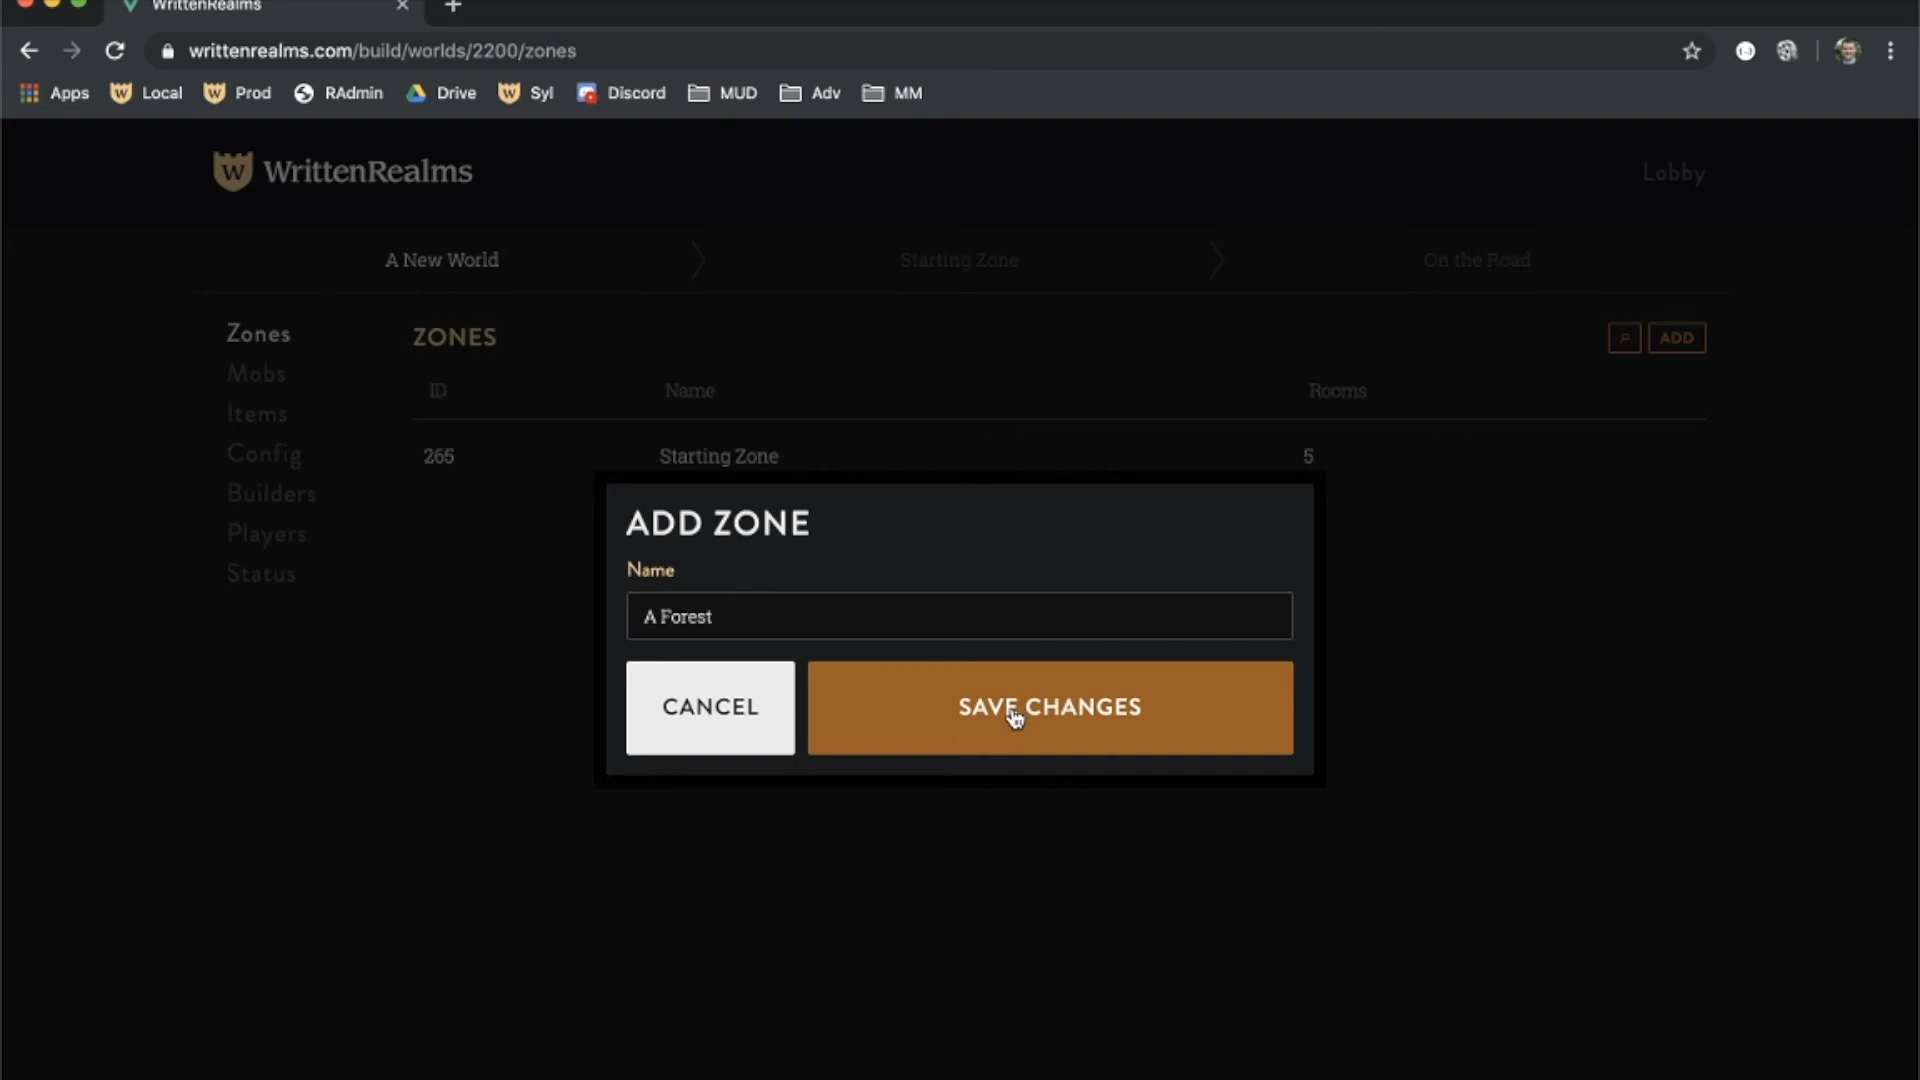 WrittenRealms
writtenrealms.com/build/worlds/2200/zones
Apps Local Prod RAdmin Drive Syl Discord MUD Adv MM
W WrittenRealms Lobby
A New World Starting Zone On the Road
Zones
Mobs
Items
Config
Builders
Players
Status
ZONES ADD
ID Name Rooms
265 Starting Zone 5
ADD ZONE
Name
A Forest
CANCEL SAVE CHANGES